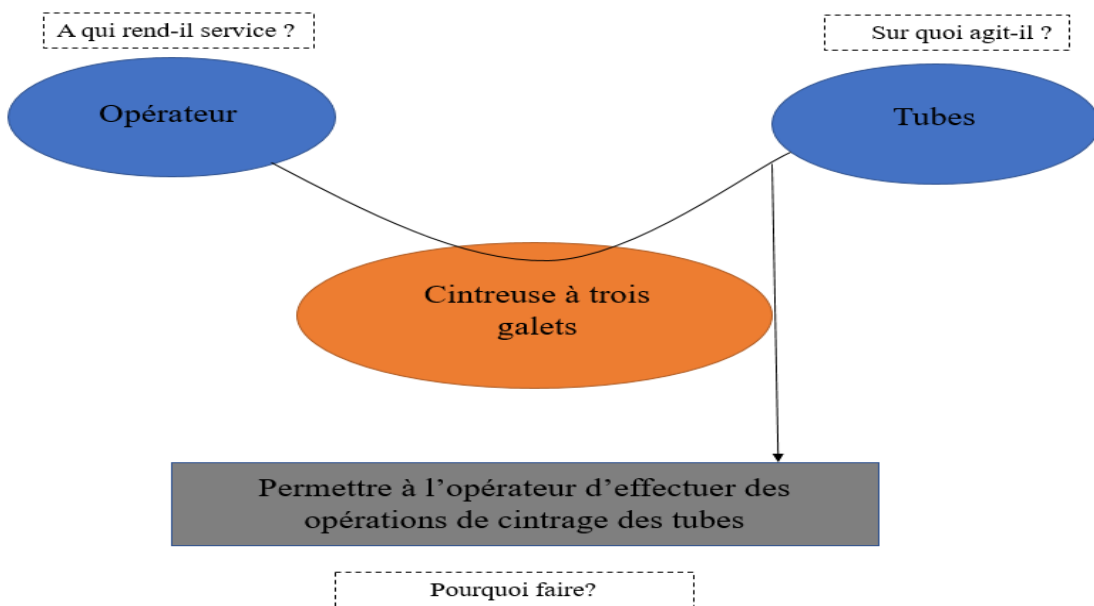 A qui rend-il service ?
Sur quoi agit-il ?
Opérateur
Tubes
Cintreuse à trois
galets
Permettre à l’opérateur d’effectuer des
opérations de cintrage des tubes
Pourquoi faire?